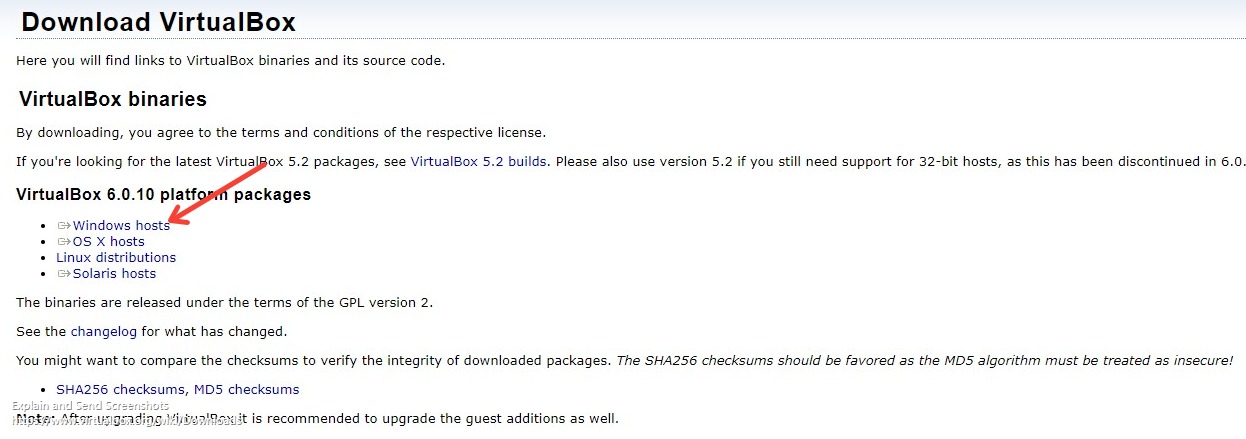 Download VirtualBox
Here you will find links to VirtualBox binaries and its source code.
VirtualBox binaries
By downloading, you agree to the terms and conditions of the respective license.
If you're looking for the latest VirtualBox 5.2 packages, see VirtualBox 5.2 builds. Please also use version 5.2 if you still need support for 32-bit hosts, as this has been discontinued in 6.0.
VirtualBox 6.0.10 platform packages
Windows hosts
OS X hosts
Linux distributions
Solaris hosts
The binaries are released under the terms of the GPL version 2.
See the changelog for what has changed.
You might want to compare the checksums to verify the integrity of downloaded packages. The SHA256 checksums should be favored as the MD5 algorithm must be treated as insecure!
SHA256 checksums, MD5 checksums
Explain and Send Screenshots
Note: After upgrading VirtualBox it is recommended to upgrade the guest additions as well.
https://www.virtualbox.org/wiki/Downloads